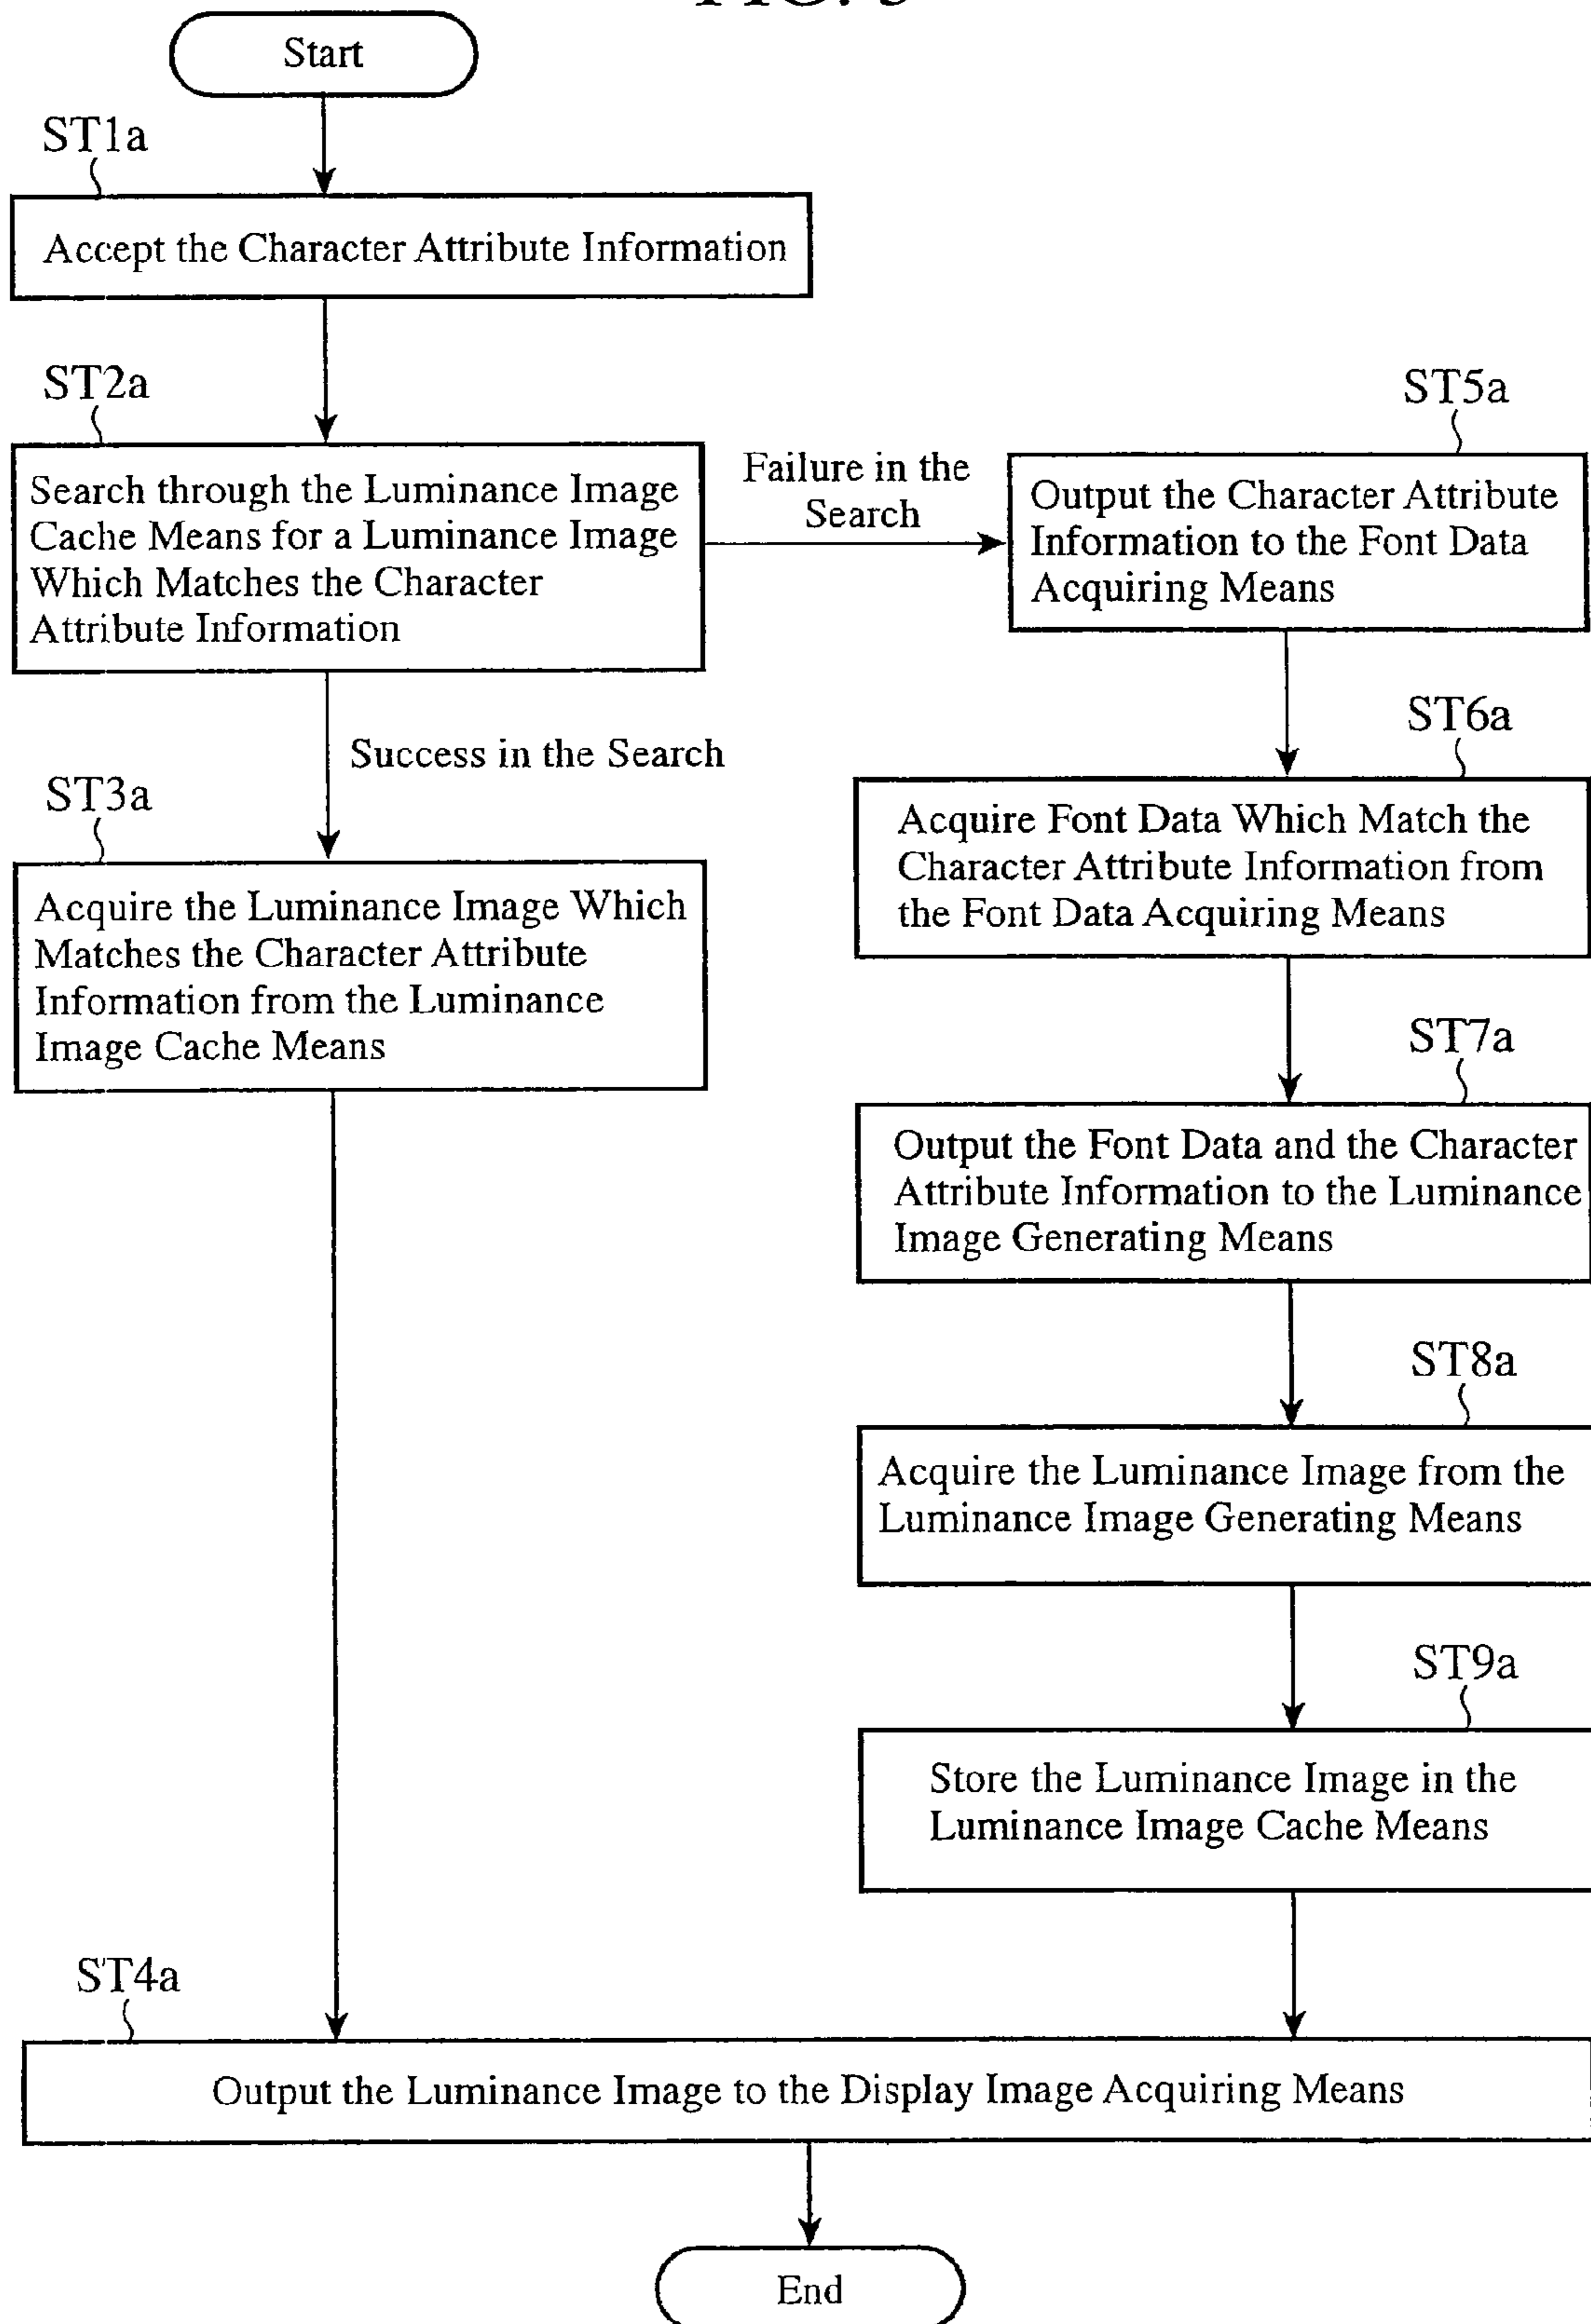 Start
ST1a
Accept the Character Attribute Information
ST2a
Search through the Luminance Image
Cache Means for a Luminance Image
Which Matches the Character
Attribute Information
Failure in the
Search
ST5a
Output the Character Attribute
Information to the Font Data
Acquiring Means
Success in the Search
ST3a
Acquire the Luminance Image Which
Matches the Character Attribute
Information from the Luminance
Image Cache Means
ST6a
Acquire Font Data Which Match the
Character Attribute Information from
the Font Data Acquiring Means
ST7a
Output the Font Data and the Character
Attribute Information to the Luminance
Image Generating Means
ST8a
Acquire the Luminance Image from the
Luminance Image Generating Means
ST9a
Store the Luminance Image in the
Luminance Image Cache Means
ST4a
Output the Luminance Image to the Display Image Acquiring Means
End